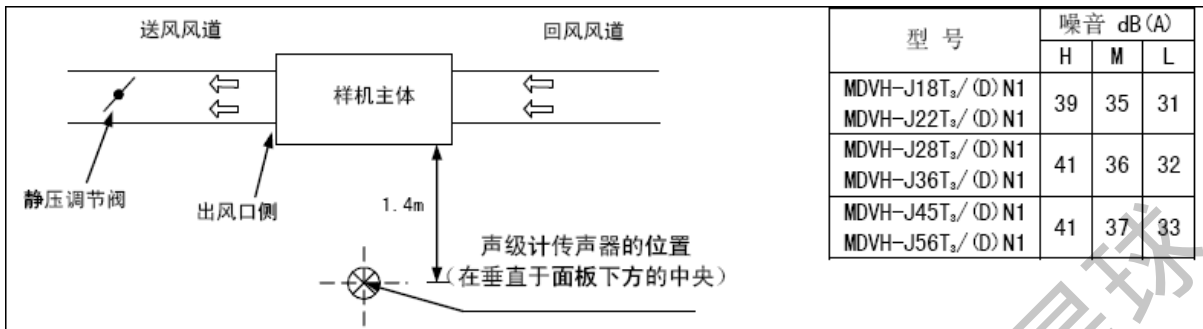 送风风道
回风风道
样机主体
静压调节阀
出风口侧
1.4m
声级计传声器的位置
(在垂直于面板下方的中央)
型 号
噪音 dB(A)
H M L
MDVH-J18T₃/(D)N1
MDVH-J22T₃/(D)N1
39 35 31
MDVH-J28T₃/(D)N1
MDVH-J36T₃/(D)N1
41 36 32
MDVH-J45T₃/(D)N1
MDVH-J56T₃/(D)N1
41 37 33
星球